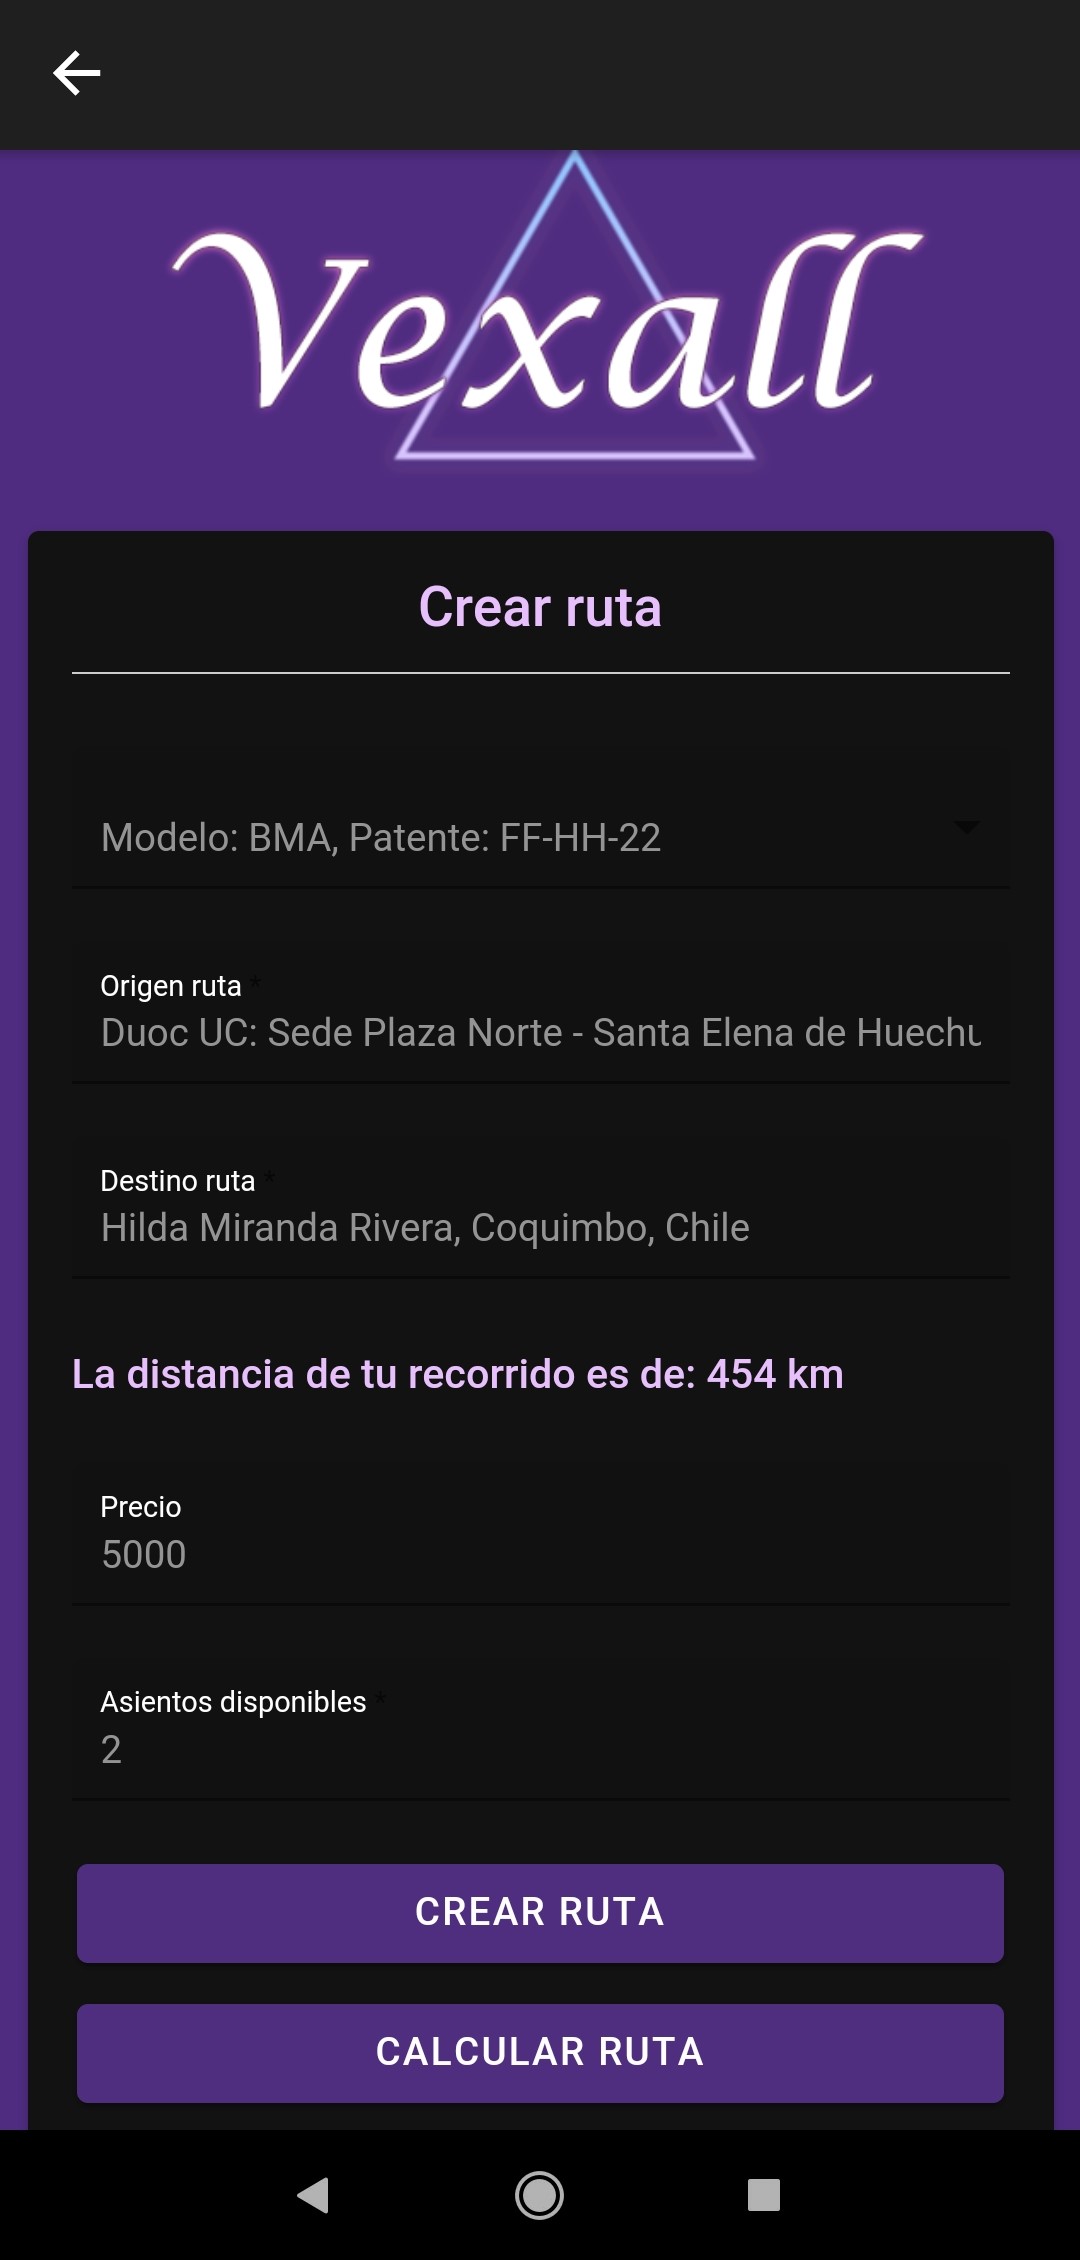 Vexall
Crear ruta
Modelo: BMA, Patente: FF-HH-22
Origen ruta *
Duoc UC: Sede Plaza Norte - Santa Elena de Huechu
Destino ruta *
Hilda Miranda Rivera, Coquimbo, Chile
La distancia de tu recorrido es de: 454 km
Precio
5000
Asientos disponibles *
2
CREAR RUTA
CALCULAR RUTA